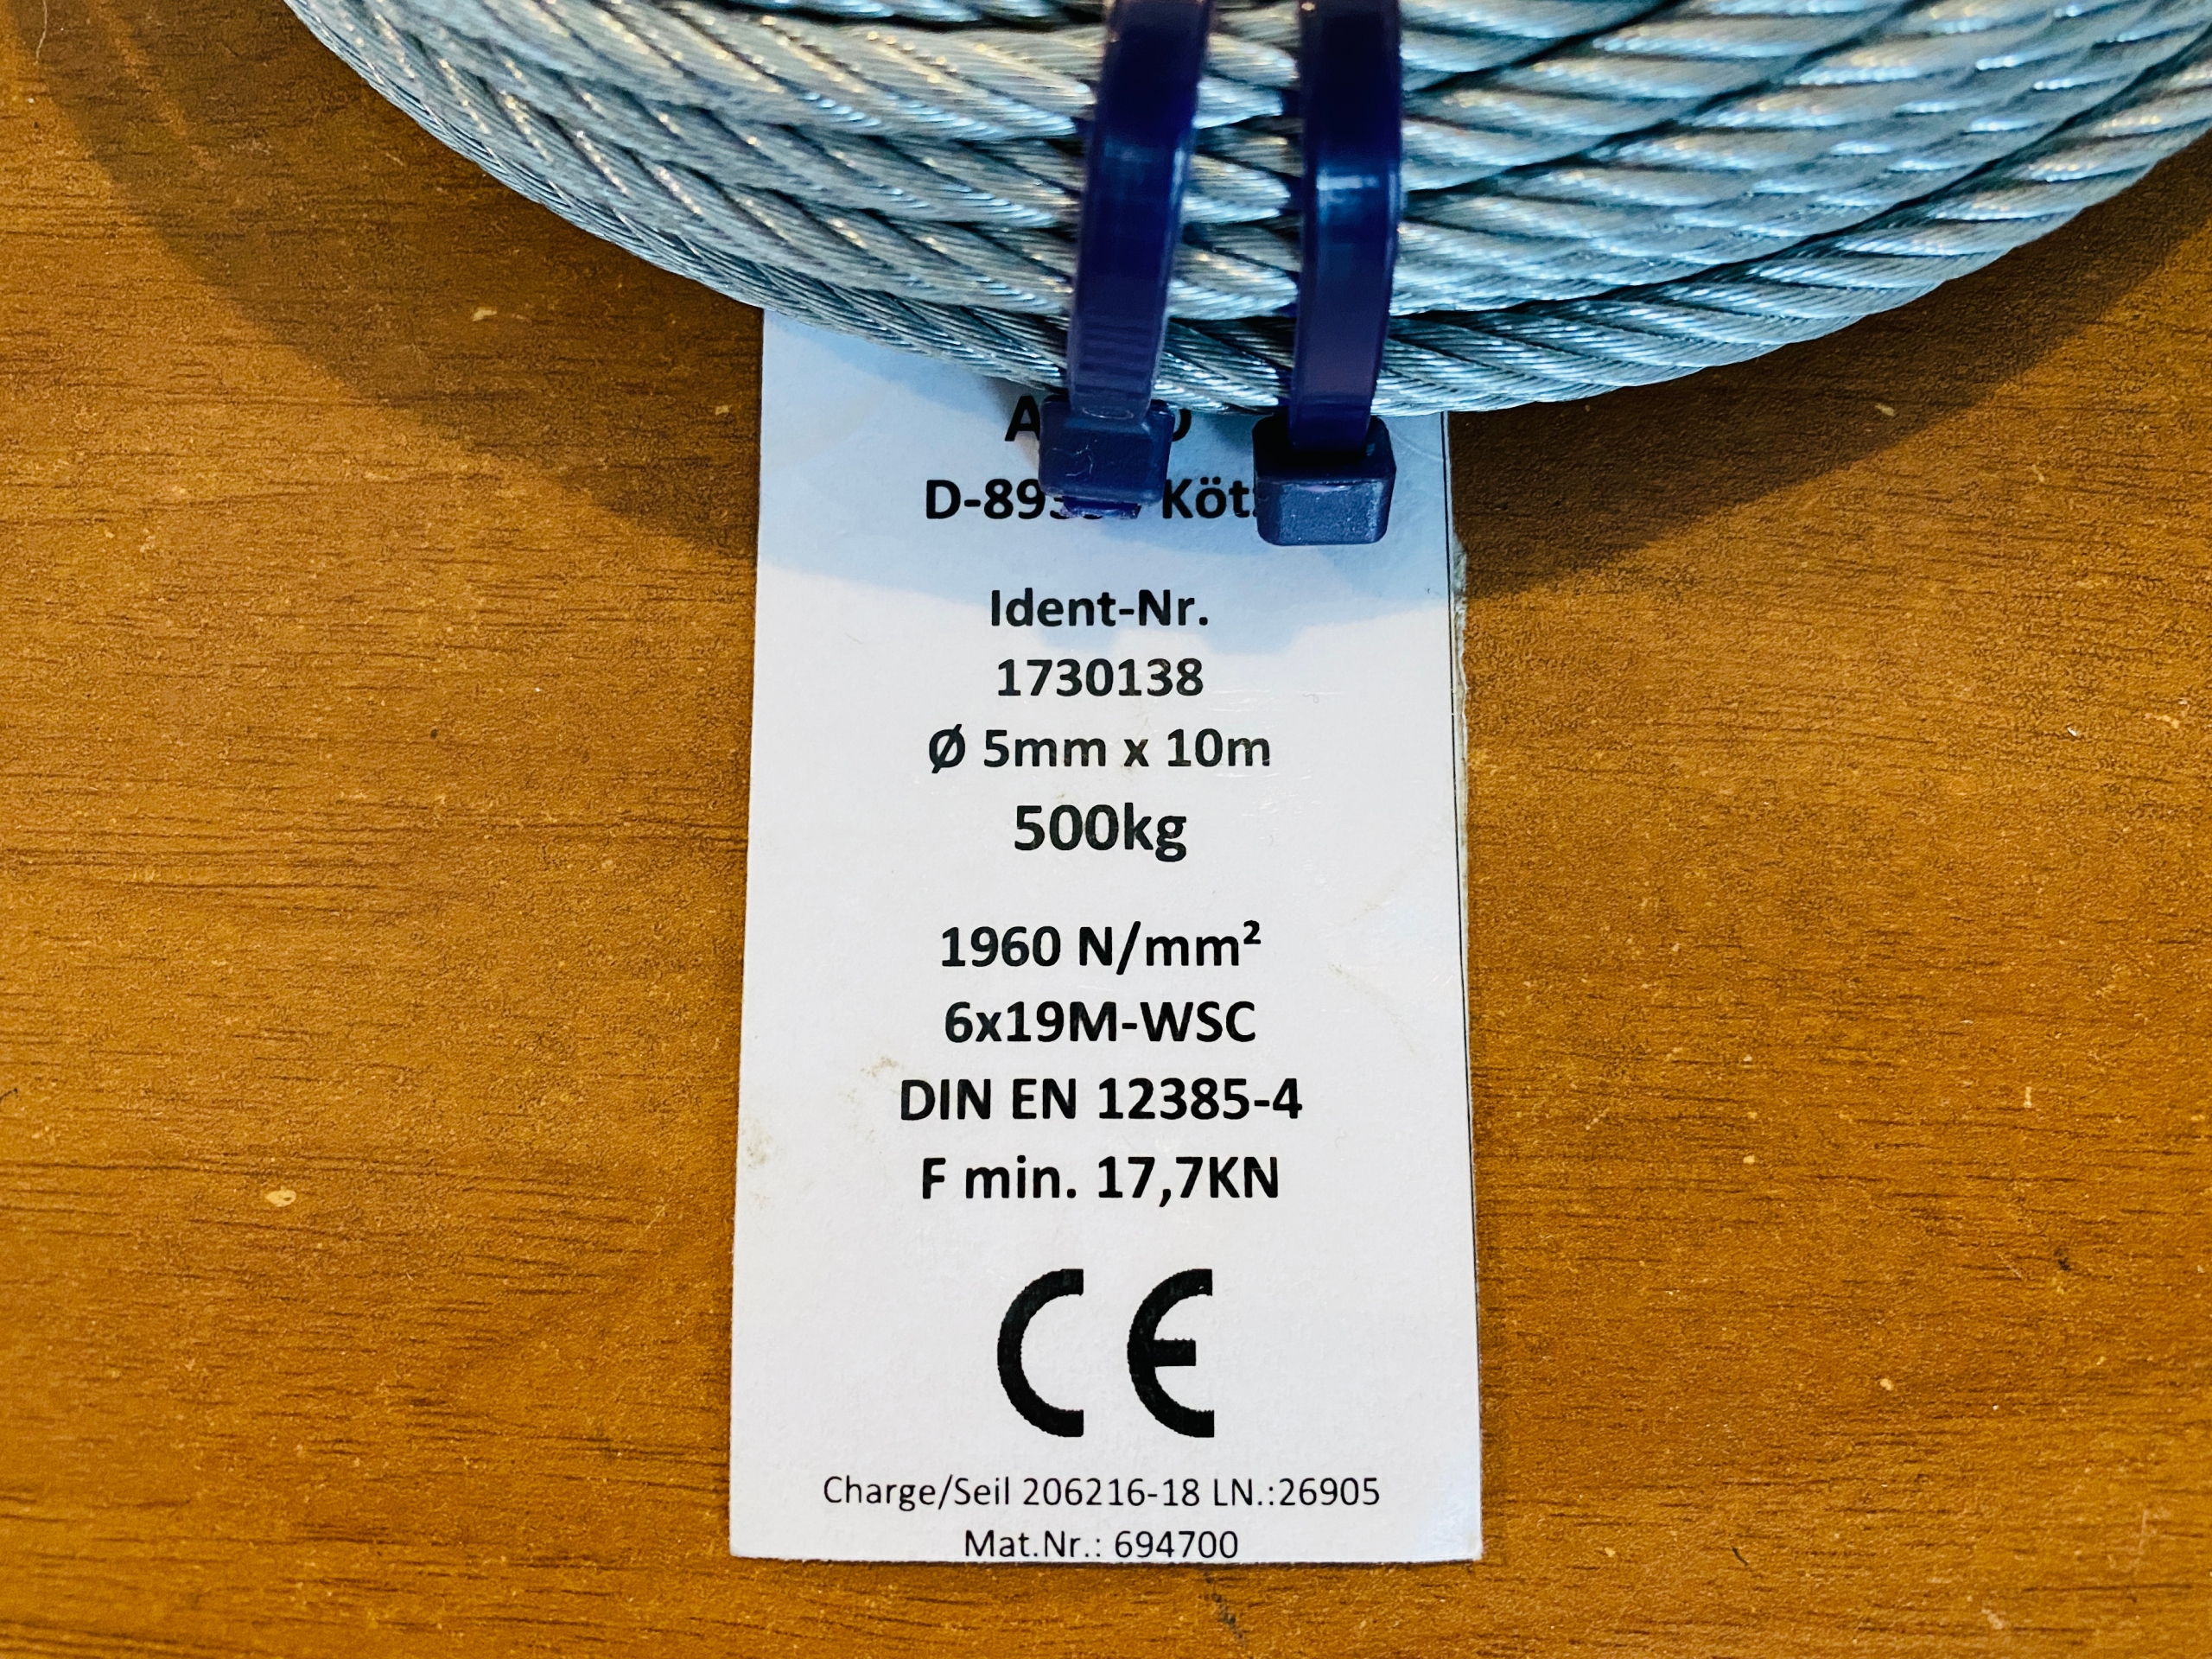 Ident-Nr.
1730138
Ø 5mm x 10m
500kg
1960 N/mm²
6x19M-WSC
DIN EN 12385-4
F min. 17,7KN
CE
Charge/Seil 206216-18 LN.:26905
Mat.Nr.: 694700